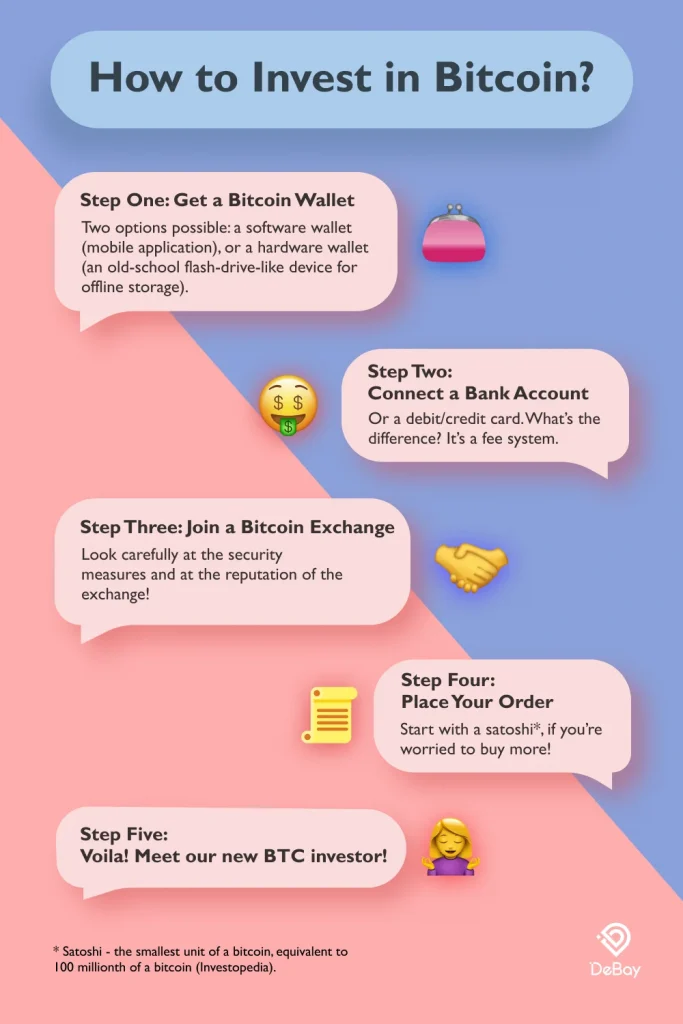 How to Invest in Bitcoin?
Step One: Get a Bitcoin Wallet
Two options possible: a software wallet
(mobile application), or a hardware wallet
(an old-school flash-drive-like device for
offline storage).
Step Two:
Connect a Bank Account
Or a debit/credit card. What's the
difference? It's a fee system.
Step Three: Join a Bitcoin Exchange
Look carefully at the security
measures and at the reputation of the
exchange!
Step Four:
Place Your Order
Start with a satoshi*, if you're
worried to buy more!
Step Five:
Voila! Meet our new BTC investor!
* Satoshi - the smallest unit of a bitcoin, equivalent to
100 millionth of a bitcoin (Investopedia).
DeBay